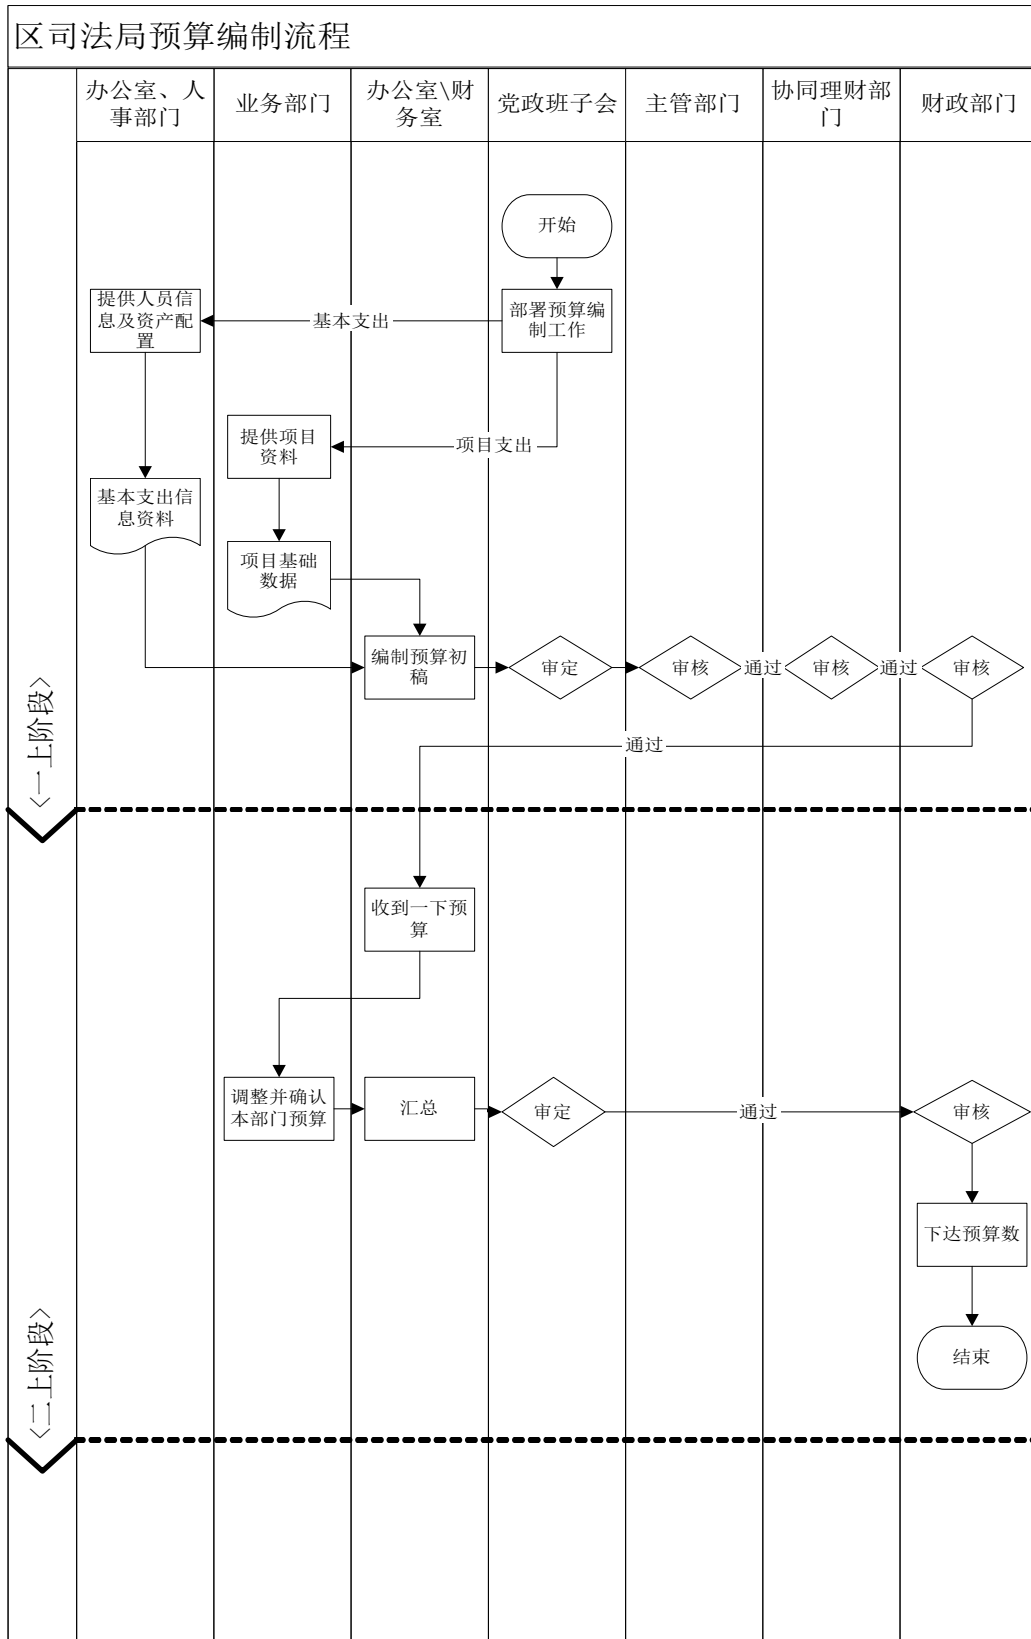 区司法局预算编制流程
办公室、人
事部门
业务部门
办公室\财
务室
党政班子会
主管部门
协同理财部
门
财政部门
开始
提供人员信
息及资产配
置
基本支出
部署预算编
制工作
提供项目
资料
项目支出
基本支出信
息资料
项目基础
数据
编制预算初
稿
审定
审核
通过
审核
通过
审核
<一上阶段>
通过
收到一下预
算
调整并确认
本部门预算
汇总
审定
通过
审核
下达预算数
<二上阶段>
结束